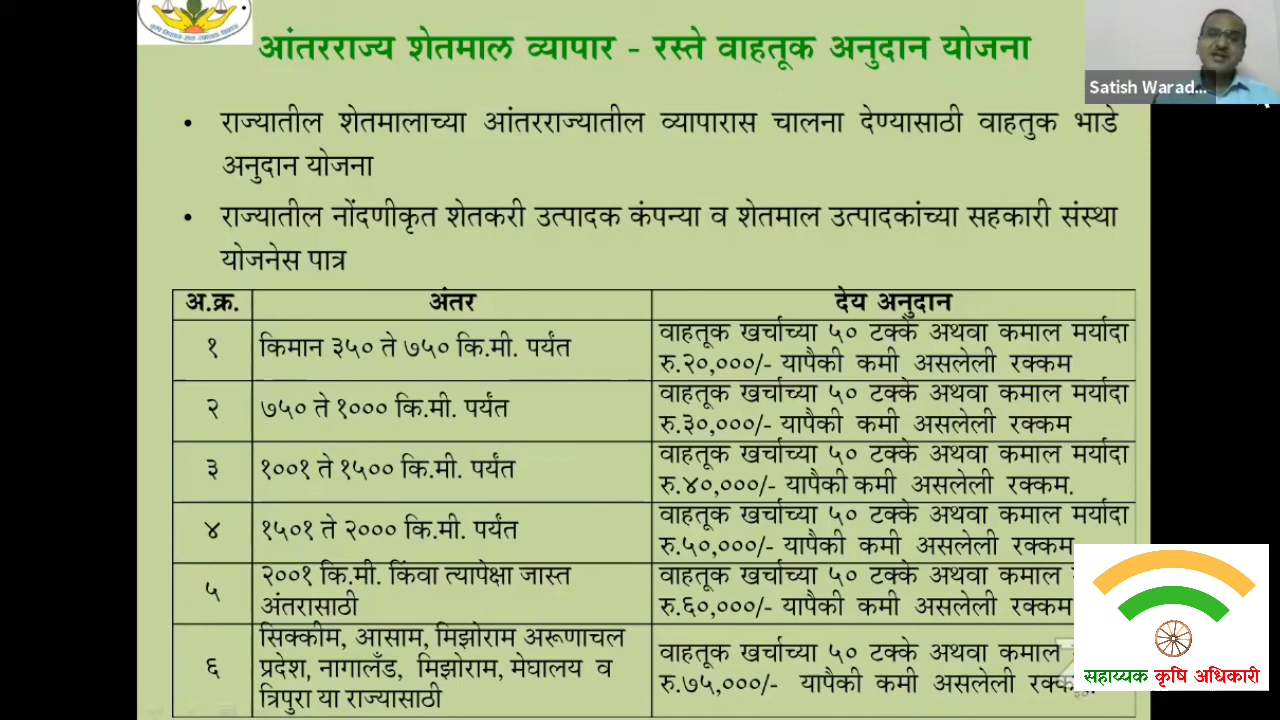 आंतरराज्य शेतमाल व्यापार - रस्ते वाहतूक अनुदान योजना
Satish Warad...
• राज्यातील शेतमालाच्या आंतरराज्यातील व्यापारास चालना देण्यासाठी वाहतुक भाडे
अनुदान योजना
• राज्यातील नोंदणीकृत शेतकरी उत्पादक कंपन्या व शेतमाल उत्पादकांच्या सहकारी संस्था
योजनेस पात्र
अ.क्र. अंतर देय अनुदान
१ किमान ३५० ते ७५० कि.मी. पर्यंत वाहतूक खर्चाच्या ५० टक्के अथवा कमाल मर्यादा
रु.२०,०००/- यापैकी कमी असलेली रक्कम
२ ७५० ते १००० कि.मी. पर्यंत वाहतूक खर्चाच्या ५० टक्के अथवा कमाल मर्यादा
रु.३०,०००/- यापैकी कमी असलेली रक्कम
३ १००१ ते १५०० कि.मी. पर्यंत वाहतूक खर्चाच्या ५० टक्के अथवा कमाल मर्यादा
रु.४०,०००/- यापैकी कमी असलेली रक्कम.
४ १५०१ ते २००० कि.मी. पर्यंत वाहतूक खर्चाच्या ५० टक्के अथवा कमाल मर्यादा
रु.५०,०००/- यापैकी कमी असलेली रक्कम
५ २००१ कि.मी. किंवा त्यापेक्षा जास्त
अंतरासाठी
वाहतूक खर्चाच्या ५० टक्के अथवा कमाल
रु.६०,०००/- यापैकी कमी असलेली रक्कम
६ सिक्कीम, आसाम, मिझोराम अरूणाचल
प्रदेश, नागालँड, मिझोराम, मेघालय व
त्रिपुरा या राज्यासाठी
वाहतूक खर्चाच्या ५० टक्के अथवा कमाल
रु.७५,०००/- यापैकी कमी असलेली रक्कम.
सहाय्यक कृषि अधिकारी